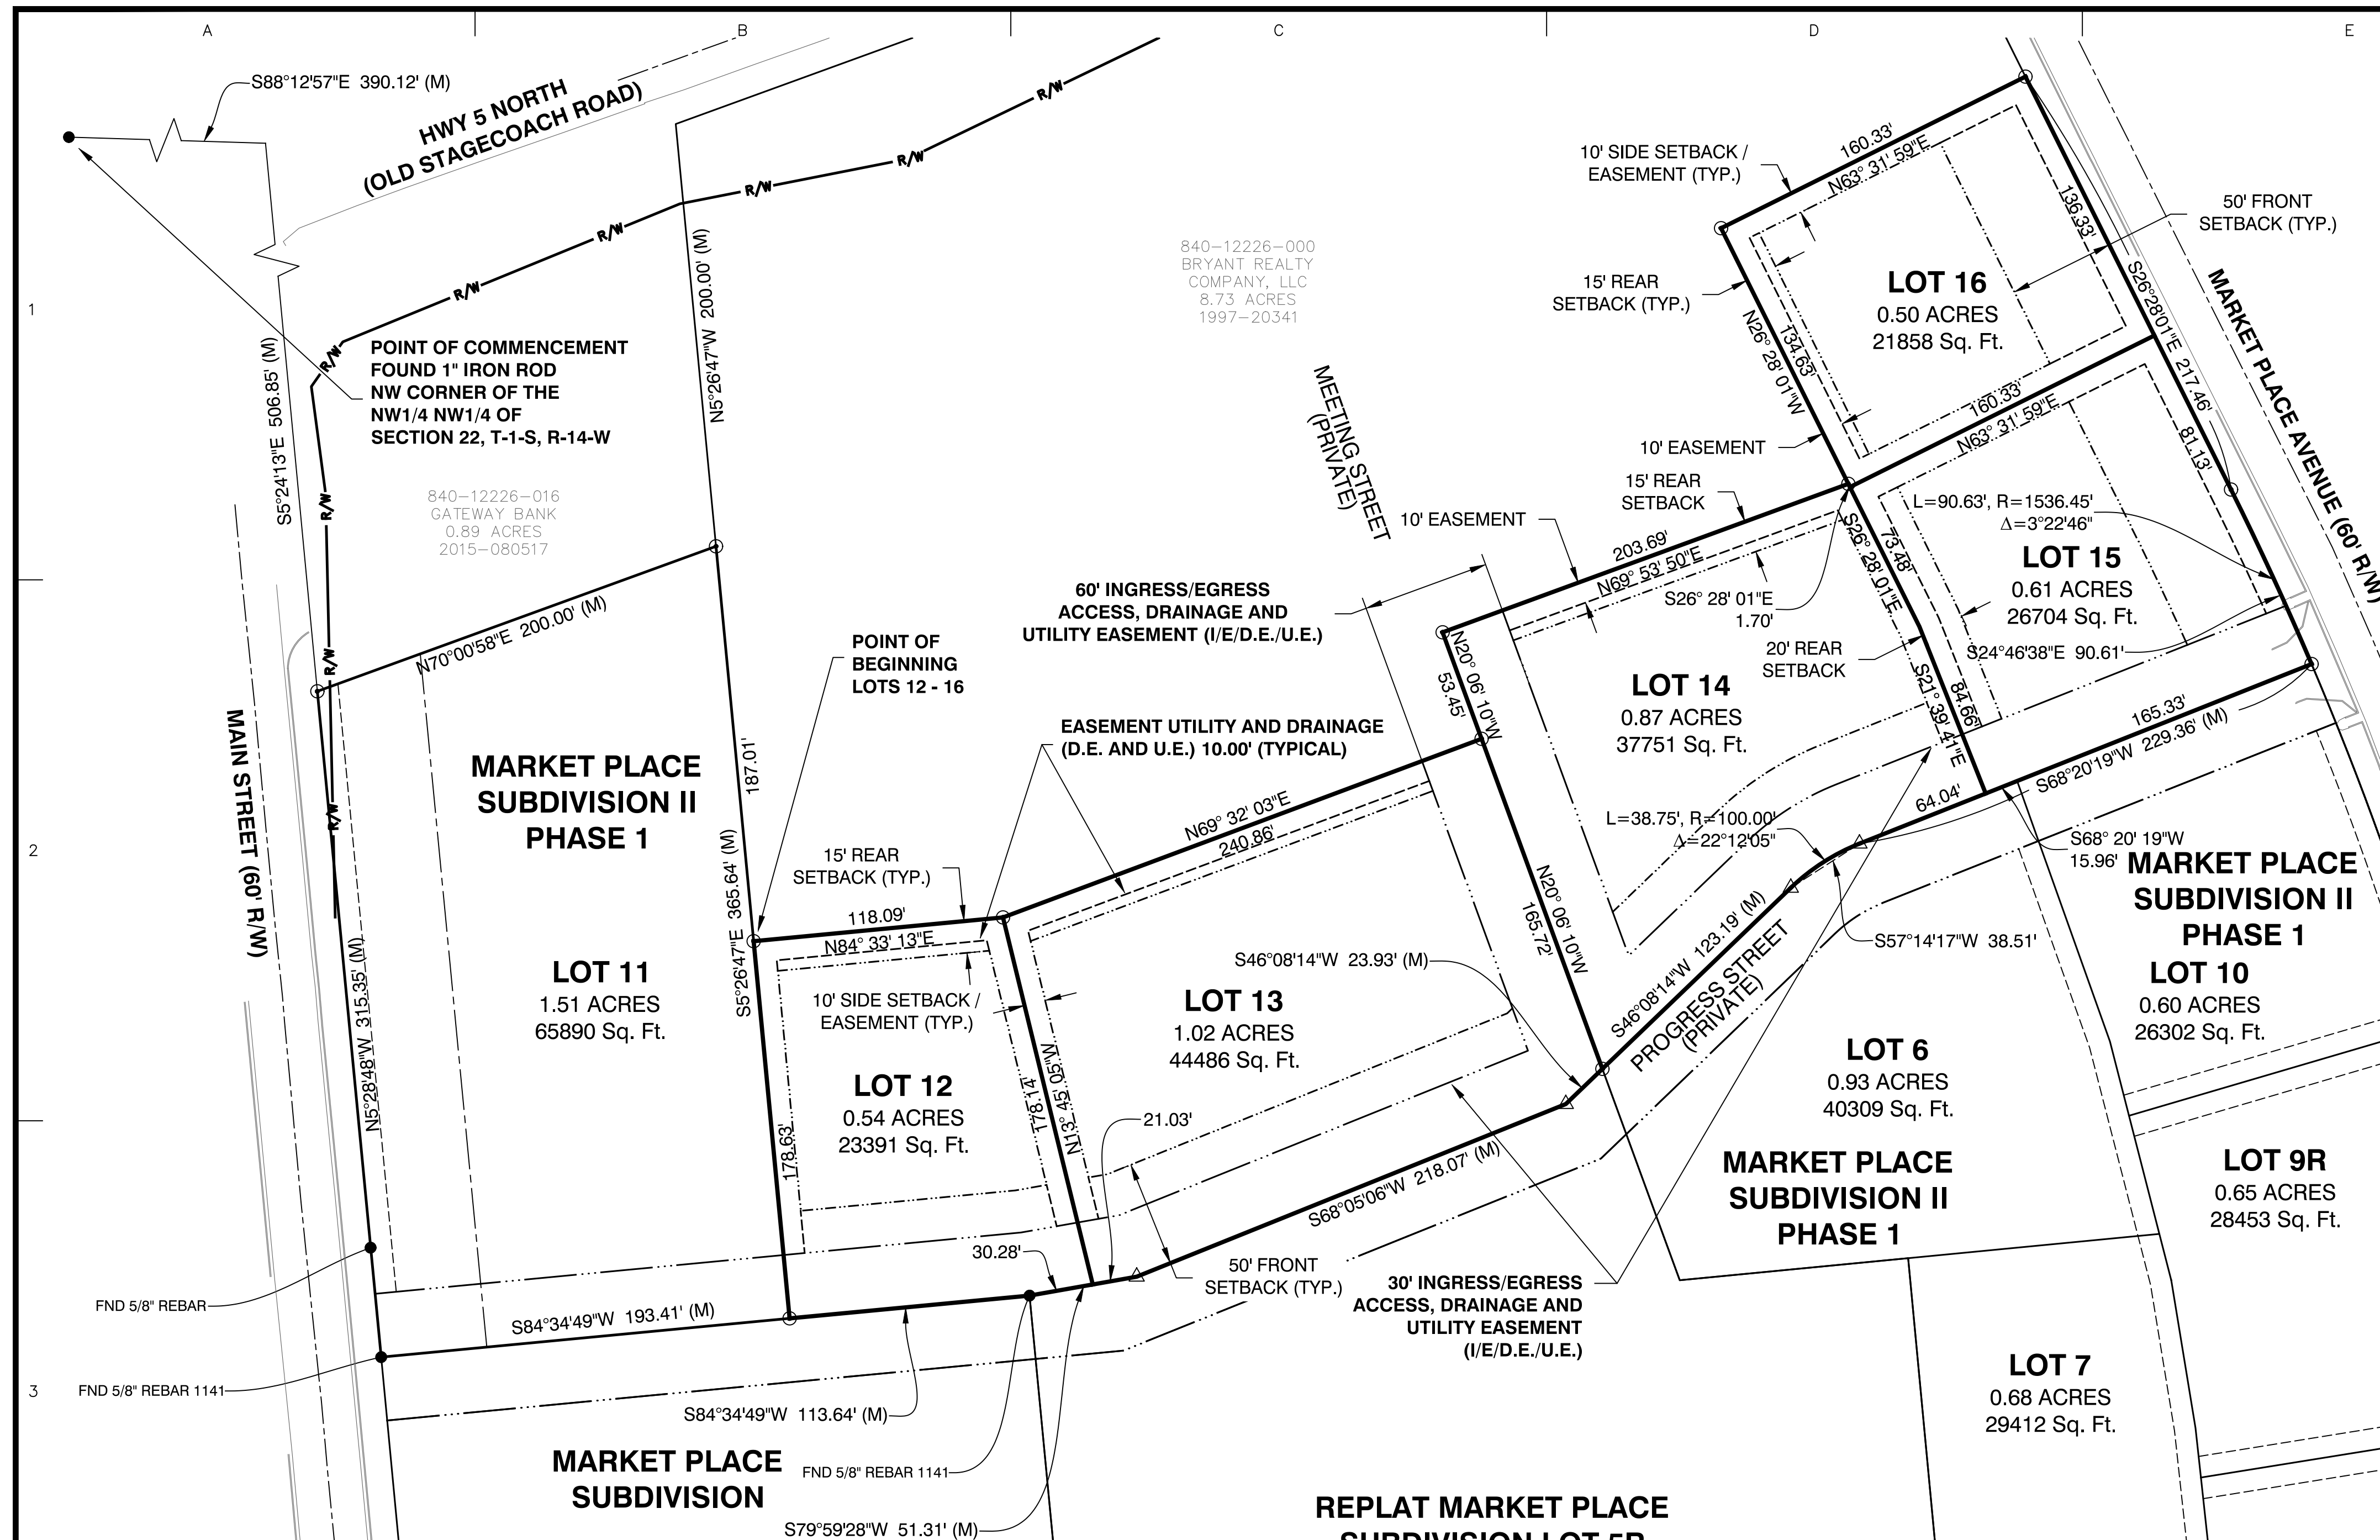 A
B
C
D
E
1
2
3
S88°12'57"E 390.12' (M)
HWY 5 NORTH
(OLD STAGECOACH ROAD)
R/W
R/W
R/W
R/W
R/W
R/W
R/W
R/W
R/W
S5°24'13"E 506.85' (M)
N5°26'47"W 200.00' (M)
POINT OF COMMENCEMENT
FOUND 1" IRON ROD
NW CORNER OF THE
NW1/4 NW1/4 OF
SECTION 22, T-1-S, R-14-W
840-12226-016
GATEWAY BANK
0.89 ACRES
2015-080517
840-12226-000
BRYANT REALTY
COMPANY, LLC
8.73 ACRES
1997-20341
10' SIDE SETBACK /
EASEMENT (TYP.)
160.33'
N63° 31' 59"E
136.33'
50' FRONT
SETBACK (TYP.)
15' REAR
SETBACK (TYP.)
LOT 16
0.50 ACRES
21858 Sq. Ft.
N26° 28' 01"W
134.63'
S26°28'01"E 217.46'
MARKET PLACE AVENUE (60' R/W)
MEETING STREET
(PRIVATE)
10' EASEMENT
160.33'
N63° 31' 59"E
81.13'
15' REAR
SETBACK
10' EASEMENT
203.69'
N69° 53' 50"E
L=90.63', R=1536.45'
Δ=3°22'46"
LOT 15
0.61 ACRES
26704 Sq. Ft.
73.48'
S26° 28' 01"E
S26° 28' 01"E
1.70'
S24°46'38"E 90.61'
20' REAR
SETBACK
S21° 39' 41"E
84.66'
60' INGRESS/EGRESS
ACCESS, DRAINAGE AND
UTILITY EASEMENT (I/E/D.E./U.E.)
N70°00'58"E 200.00' (M)
POINT OF
BEGINNING
LOTS 12 - 16
N20° 06' 10"W
53.45'
LOT 14
0.87 ACRES
37751 Sq. Ft.
165.33'
S68°20'19"W 229.36' (M)
64.04'
S68° 20' 19"W
15.96'
MAIN STREET (60' R/W)
MARKET PLACE
SUBDIVISION II
PHASE 1
187.01'
S5°26'47"E 365.64' (M)
EASEMENT UTILITY AND DRAINAGE
(D.E. AND U.E.) 10.00' (TYPICAL)
N69° 32' 03"E
240.86'
L=38.75', R=100.00'
Δ=22°12'05"
15' REAR
SETBACK (TYP.)
118.09'
N84° 33' 13"E
N20° 06' 10"W
165.72'
S46°08'14"W 123.19' (M)
PROGRESS STREET
(PRIVATE)
S57°14'17"W 38.51'
MARKET PLACE
SUBDIVISION II
PHASE 1
LOT 10
0.60 ACRES
26302 Sq. Ft.
LOT 11
1.51 ACRES
65890 Sq. Ft.
N5°28'48"W 315.35' (M)
10' SIDE SETBACK /
EASEMENT (TYP.)
S46°08'14"W 23.93' (M)
LOT 13
1.02 ACRES
44486 Sq. Ft.
LOT 12
0.54 ACRES
23391 Sq. Ft.
178.63'
178.14'
N13° 45' 05"W
21.03'
LOT 6
0.93 ACRES
40309 Sq. Ft.
MARKET PLACE
SUBDIVISION II
PHASE 1
LOT 9R
0.65 ACRES
28453 Sq. Ft.
S68°05'06"W 218.07' (M)
30.28'
50' FRONT
SETBACK (TYP.)
30' INGRESS/EGRESS
ACCESS, DRAINAGE AND
UTILITY EASEMENT
(I/E/D.E./U.E.)
FND 5/8" REBAR
S84°34'49"W 193.41' (M)
FND 5/8" REBAR 1141
S84°34'49"W 113.64' (M)
LOT 7
0.68 ACRES
29412 Sq. Ft.
MARKET PLACE
SUBDIVISION
FND 5/8" REBAR 1141
S79°59'28"W 51.31' (M)
REPLAT MARKET PLACE
SUBDIVISION LOT 5R